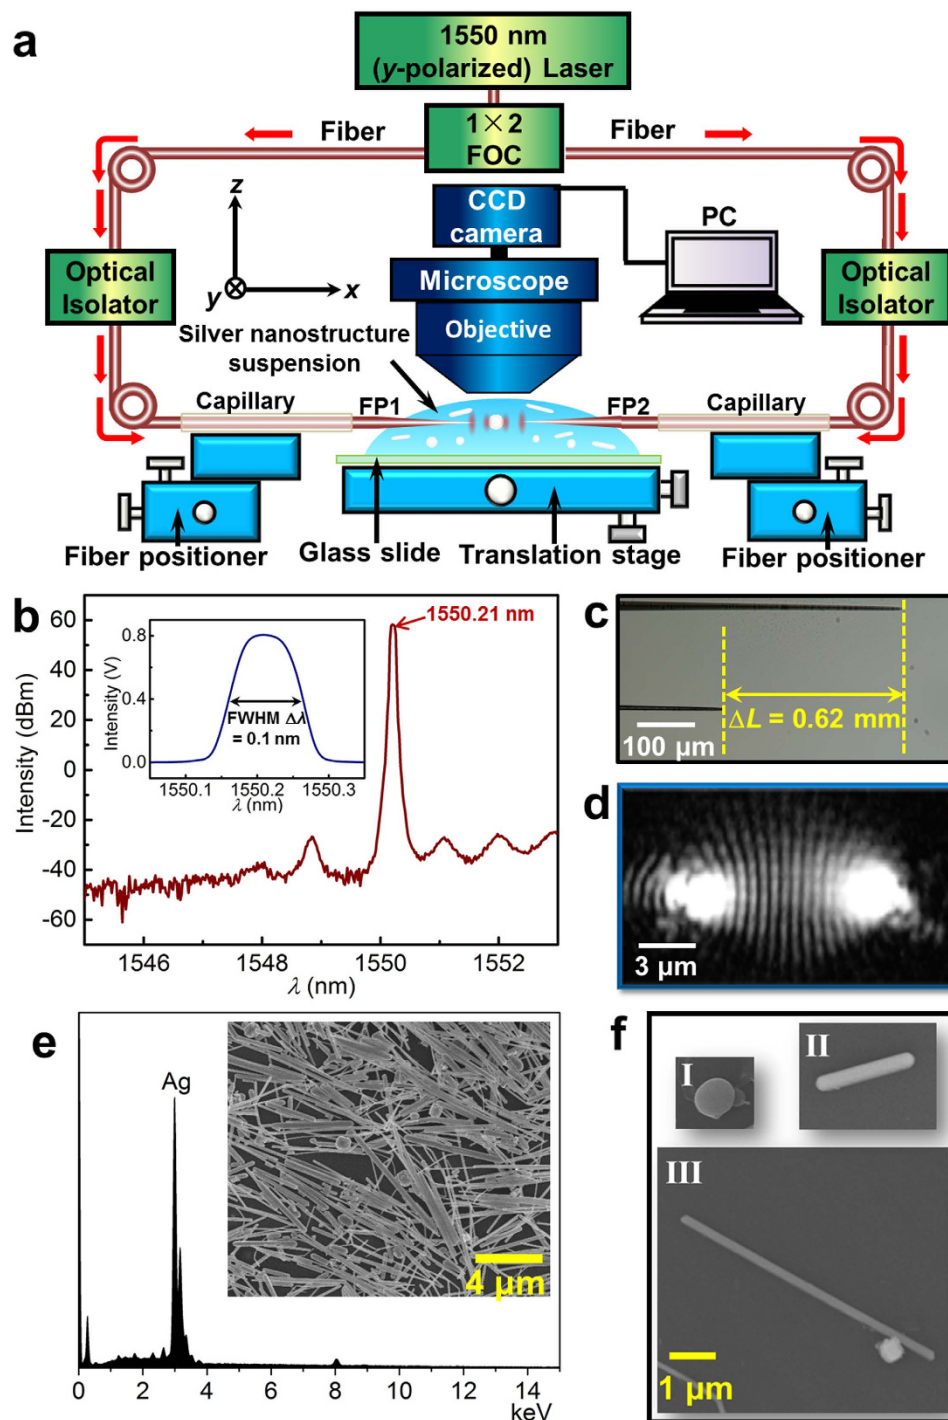 a
1550 nm
(y-polarized) Laser
Fiber
1×2
FOC
Fiber
z
y
x
CCD
camera
PC
Optical
Isolator
Microscope
Optical
Isolator
Objective
Silver nanostructure
suspension
Capillary
FP1
FP2
Capillary
Fiber positioner
Glass slide
Translation stage
Fiber positioner
b
Intensity (dBm)
60
40
20
0
-20
-40
-60
1546
1548
1550
1552
λ (nm)
1550.21 nm
Intensity (V)
0.8
0.4
0.0
FWHM Δλ
= 0.1 nm
1550.1
1550.2
1550.3
λ (nm)
c
ΔL = 0.62 mm
100 μm
d
3 μm
e
Ag
4 μm
0
2
4
6
8
10
12
14
keV
f
I
II
III
1 μm